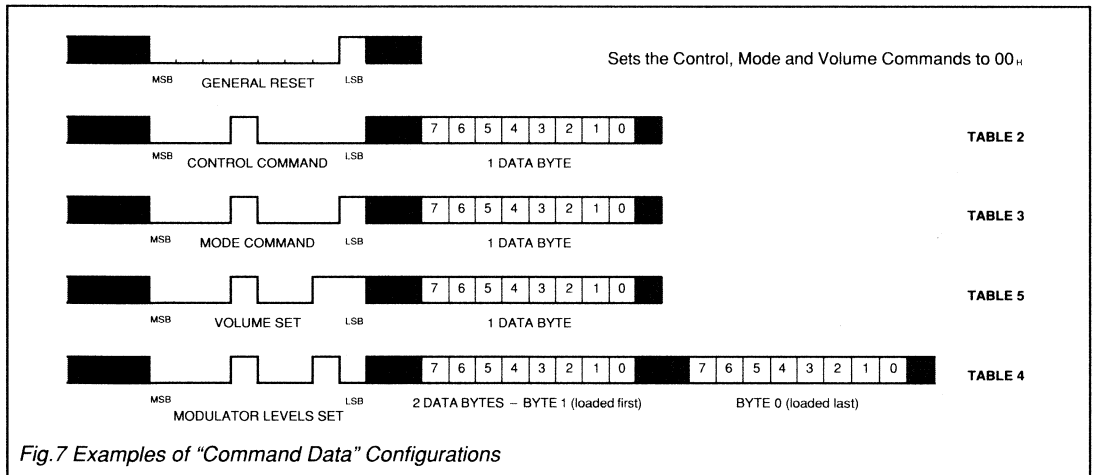 Sets the Control, Mode and Volume Commands to 00H
MSB GENERAL RESET LSB
7 6 5 4 3 2 1 0 TABLE 2
MSB CONTROL COMMAND LSB 1 DATA BYTE
7 6 5 4 3 2 1 0 TABLE 3
MSB MODE COMMAND LSB 1 DATA BYTE
7 6 5 4 3 2 1 0 TABLE 5
MSB VOLUME SET LSB 1 DATA BYTE
7 6 5 4 3 2 1 0 7 6 5 4 3 2 1 0 TABLE 4
MSB MODULATOR LEVELS SET LSB 2 DATA BYTES – BYTE 1 (loaded first) BYTE 0 (loaded last)
Fig.7 Examples of “Command Data” Configurations